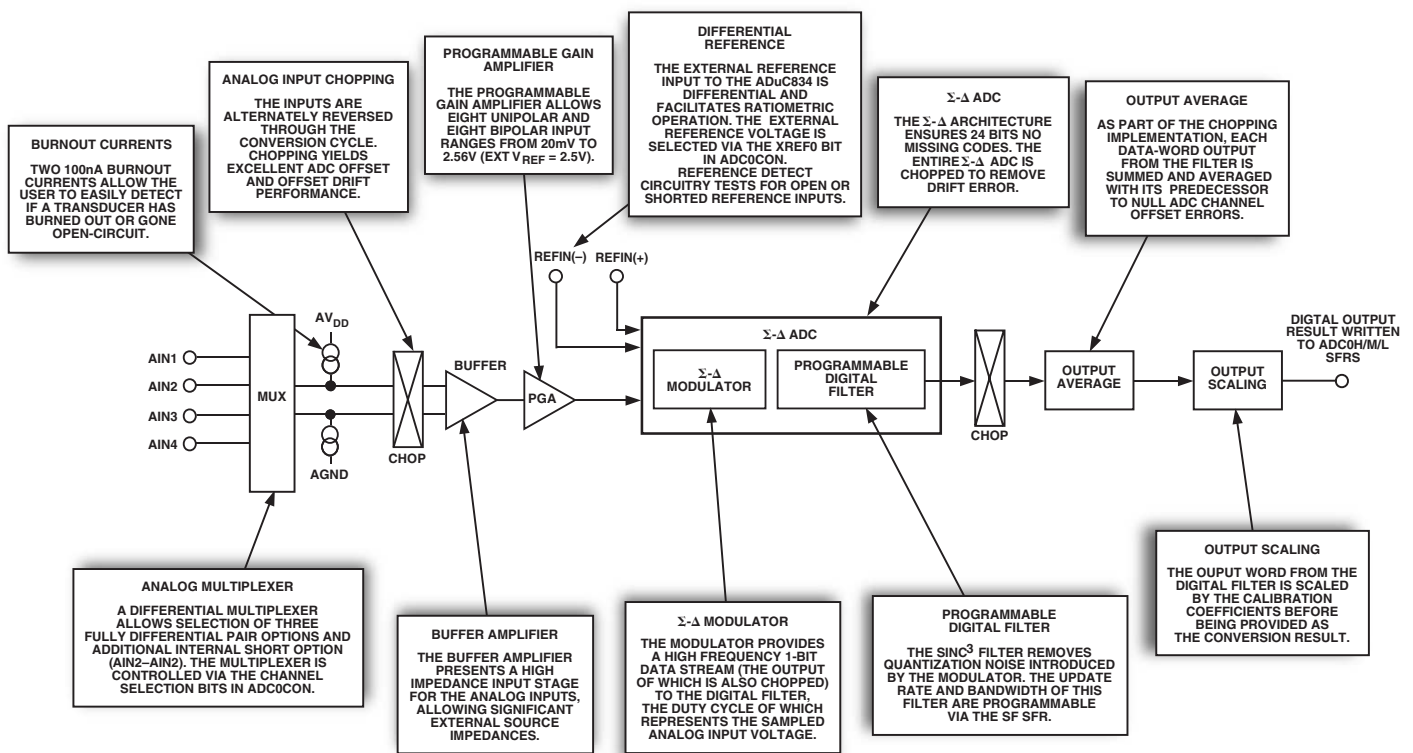 DIFFERENTIAL
REFERENCE
THE EXTERNAL REFERENCE
INPUT TO THE ADuC834 IS
DIFFERENTIAL AND
FACILITATES RATIOMETRIC
OPERATION. THE EXTERNAL
REFERENCE VOLTAGE IS
SELECTED VIA THE XREF0 BIT
IN ADC0CON.
REFERENCE DETECT
CIRCUITRY TESTS FOR OPEN OR
SHORTED REFERENCE INPUTS.
PROGRAMMABLE GAIN
AMPLIFIER
THE PROGRAMMABLE
GAIN AMPLIFIER ALLOWS
EIGHT UNIPOLAR AND
EIGHT BIPOLAR INPUT
RANGES FROM 20mV TO
2.56V (EXT VREF = 2.5V).
ANALOG INPUT CHOPPING
THE INPUTS ARE
ALTERNATELY REVERSED
THROUGH THE
CONVERSION CYCLE.
CHOPPING YIELDS
EXCELLENT ADC OFFSET
AND OFFSET DRIFT
PERFORMANCE.
Σ-Δ ADC
THE Σ-Δ ARCHITECTURE
ENSURES 24 BITS NO
MISSING CODES. THE
ENTIRE Σ-Δ ADC IS
CHOPPED TO REMOVE
DRIFT ERROR.
OUTPUT AVERAGE
AS PART OF THE CHOPPING
IMPLEMENTATION, EACH
DATA-WORD OUTPUT
FROM THE FILTER IS
SUMMED AND AVERAGED
WITH ITS PREDECESSOR
TO NULL ADC CHANNEL
OFFSET ERRORS.
BURNOUT CURRENTS
TWO 100nA BURNOUT
CURRENTS ALLOW THE
USER TO EASILY DETECT
IF A TRANSDUCER HAS
BURNED OUT OR GONE
OPEN-CIRCUIT.
REFIN(–)
REFIN(+)
AVDD
AIN1
AIN2
AIN3
AIN4
MUX
AGND
CHOP
BUFFER
PGA
Σ-Δ ADC
Σ-Δ
MODULATOR
PROGRAMMABLE
DIGITAL
FILTER
CHOP
OUTPUT
AVERAGE
OUTPUT
SCALING
DIGTAL OUTPUT
RESULT WRITTEN
TO ADC0H/M/L
SFRS
ANALOG MULTIPLEXER
A DIFFERENTIAL MULTIPLEXER
ALLOWS SELECTION OF THREE
FULLY DIFFERENTIAL PAIR OPTIONS AND
ADDITIONAL INTERNAL SHORT OPTION
(AIN2–AIN2). THE MULTIPLEXER IS
CONTROLLED VIA THE CHANNEL
SELECTION BITS IN ADC0CON.
BUFFER AMPLIFIER
THE BUFFER AMPLIFIER
PRESENTS A HIGH
IMPEDANCE INPUT STAGE
FOR THE ANALOG INPUTS,
ALLOWING SIGNIFICANT
EXTERNAL SOURCE
IMPEDANCES.
Σ-Δ MODULATOR
THE MODULATOR PROVIDES
A HIGH FREQUENCY 1-BIT
DATA STREAM (THE OUTPUT
OF WHICH IS ALSO CHOPPED)
TO THE DIGITAL FILTER,
THE DUTY CYCLE OF WHICH
REPRESENTS THE SAMPLED
ANALOG INPUT VOLTAGE.
PROGRAMMABLE
DIGITAL FILTER
THE SINC3 FILTER REMOVES
QUANTIZATION NOISE INTRODUCED
BY THE MODULATOR. THE UPDATE
RATE AND BANDWIDTH OF THIS
FILTER ARE PROGRAMMABLE
VIA THE SF SFR.
OUTPUT SCALING
THE OUPUT WORD FROM THE
DIGITAL FILTER IS SCALED
BY THE CALIBRATION
COEFFICIENTS BEFORE
BEING PROVIDED AS
THE CONVERSION RESULT.